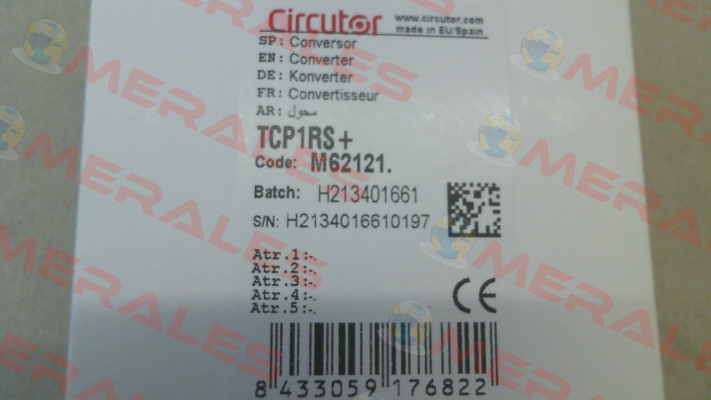 Circutor www.circutor.com
made in EU/Spain
SP: Conversor
EN: Converter
DE: Konverter
FR: Convertisseur
AR: محول
TCP1RS+
Code: M62121.
Batch: H213401661
S/N: H2134016610197
Atr.1:-.
Atr.2:-.
Atr.3:-.
Atr.4:-.
Atr.5:-.
CE
8 433059 176822
MERALES
MERALES
MERALES
MERALES
MERALES